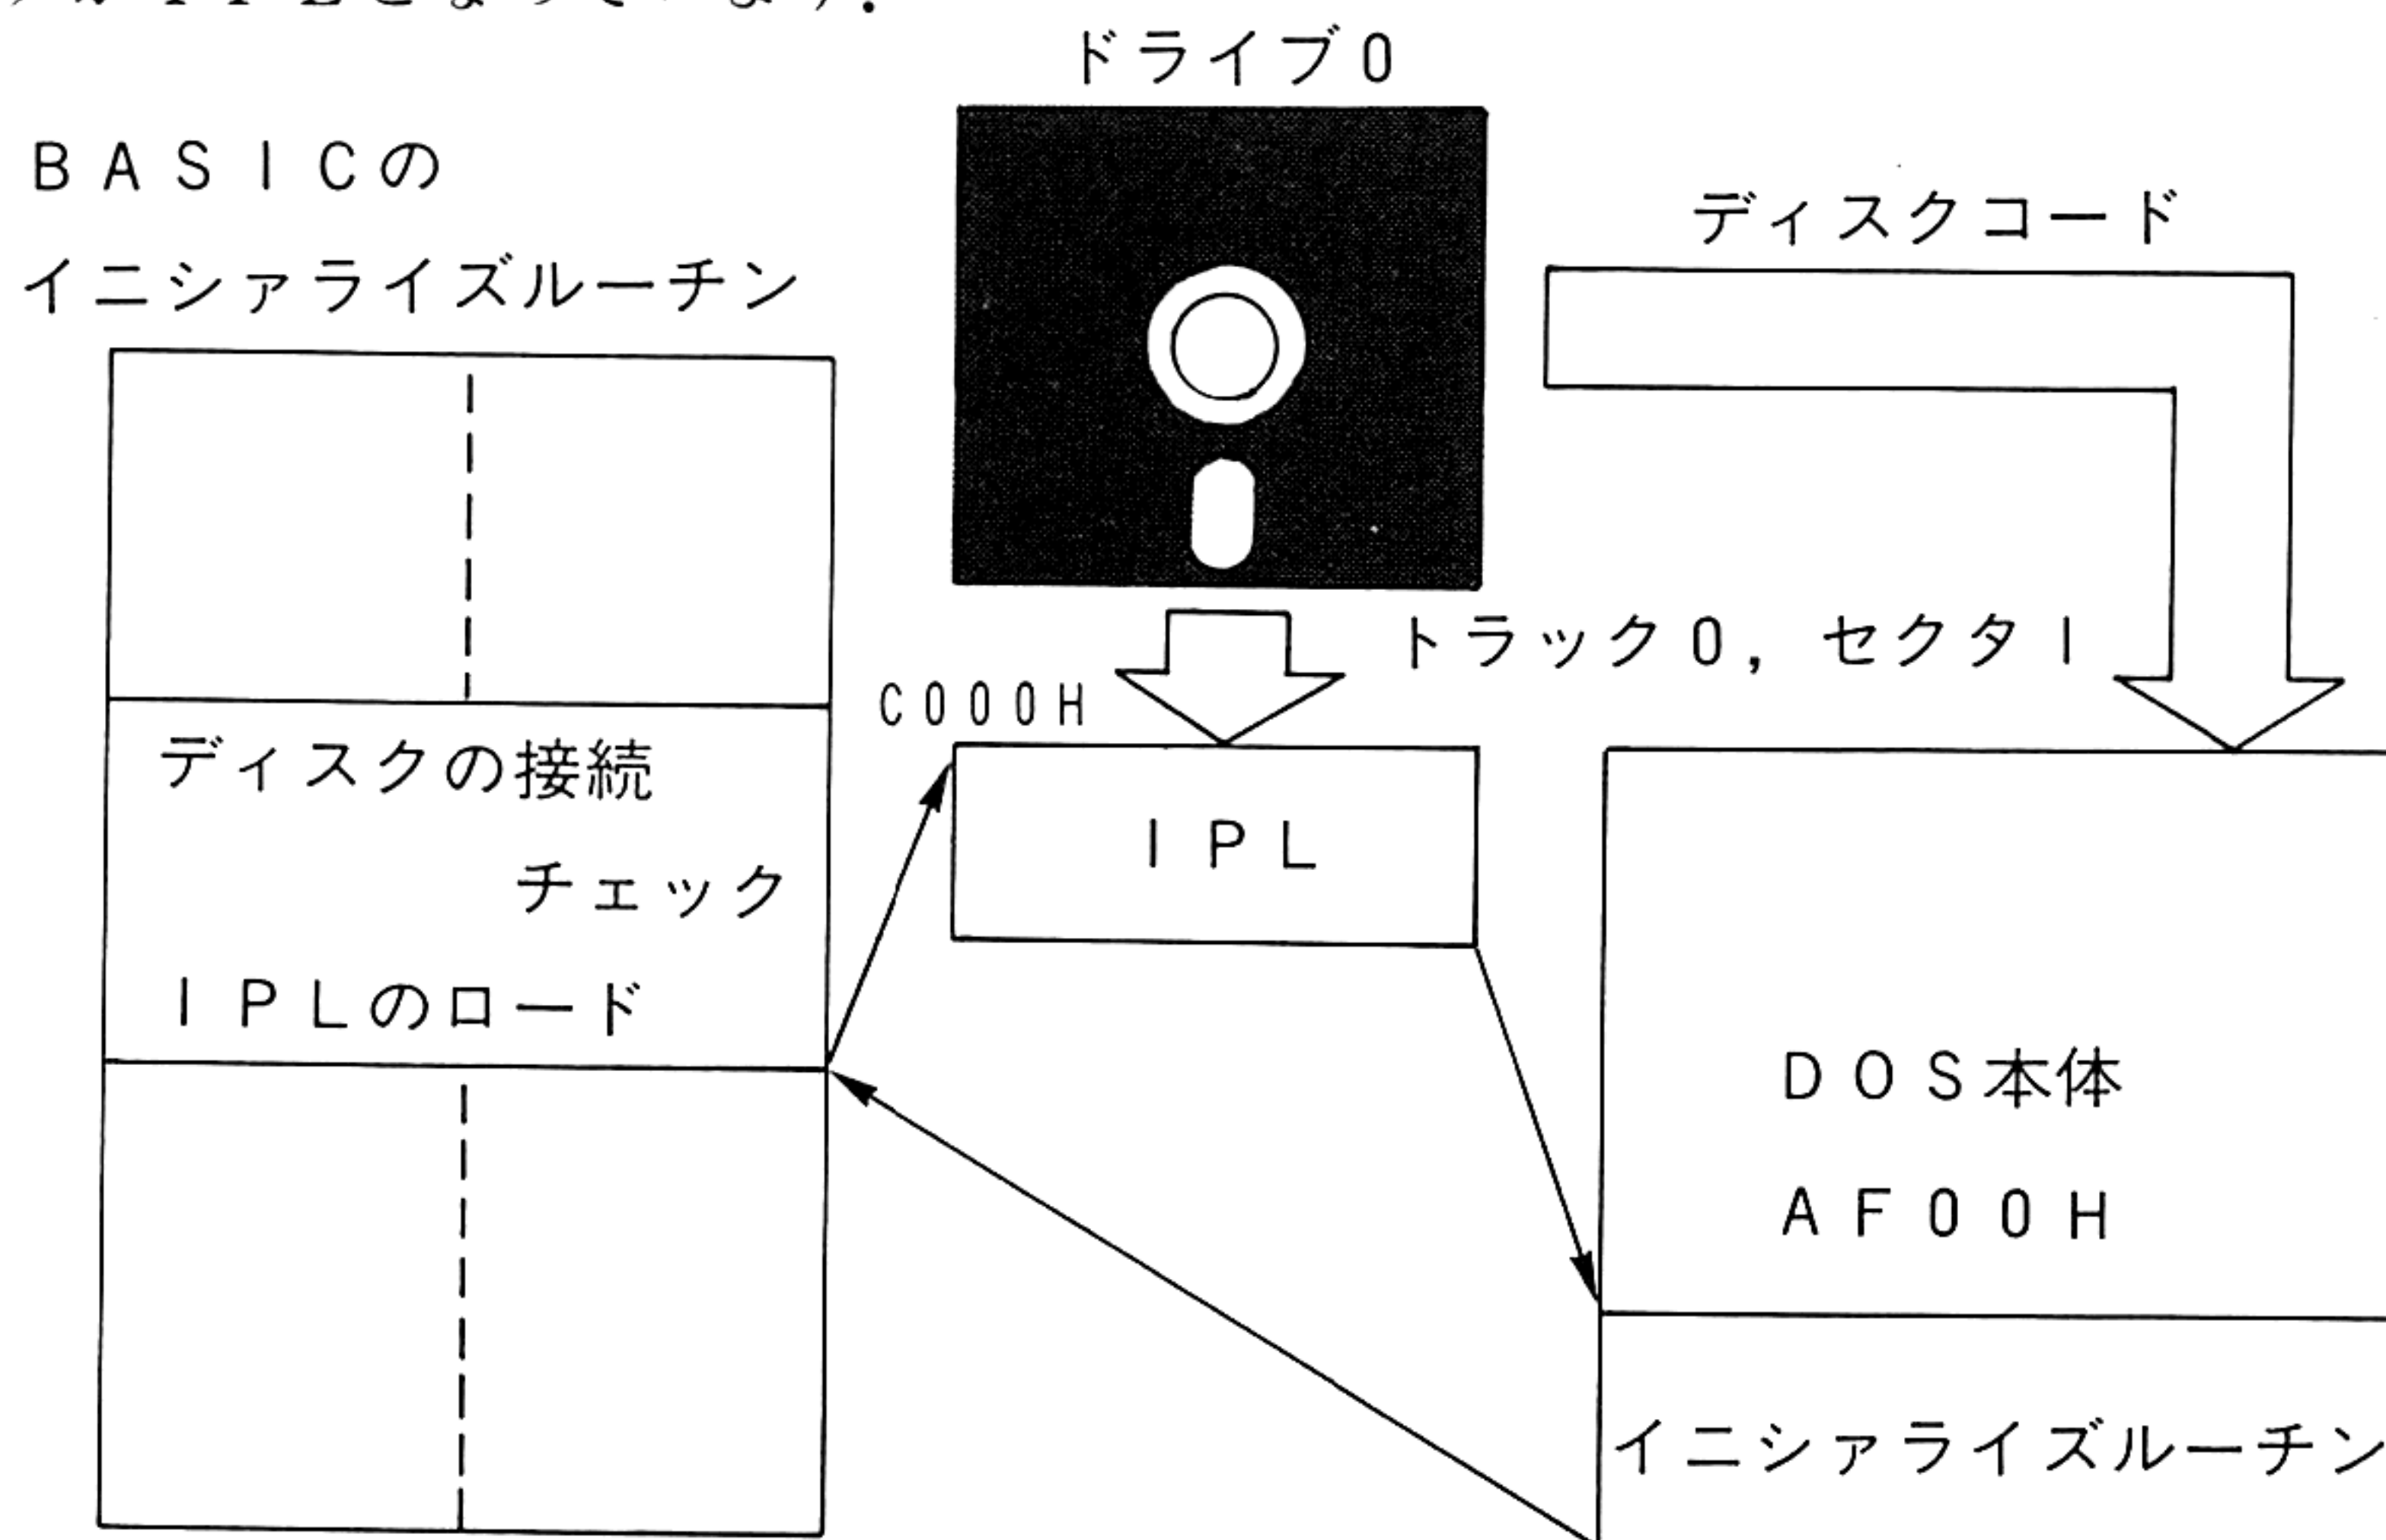 ドライブ0
BASICの
イニシァライズルーチン
ディスクコード
トラック0,セクタ1
C000H
ディスクの接続
チェック
IPLのロード
IPL
DOS本体
AF00H
イニシァライズルーチン